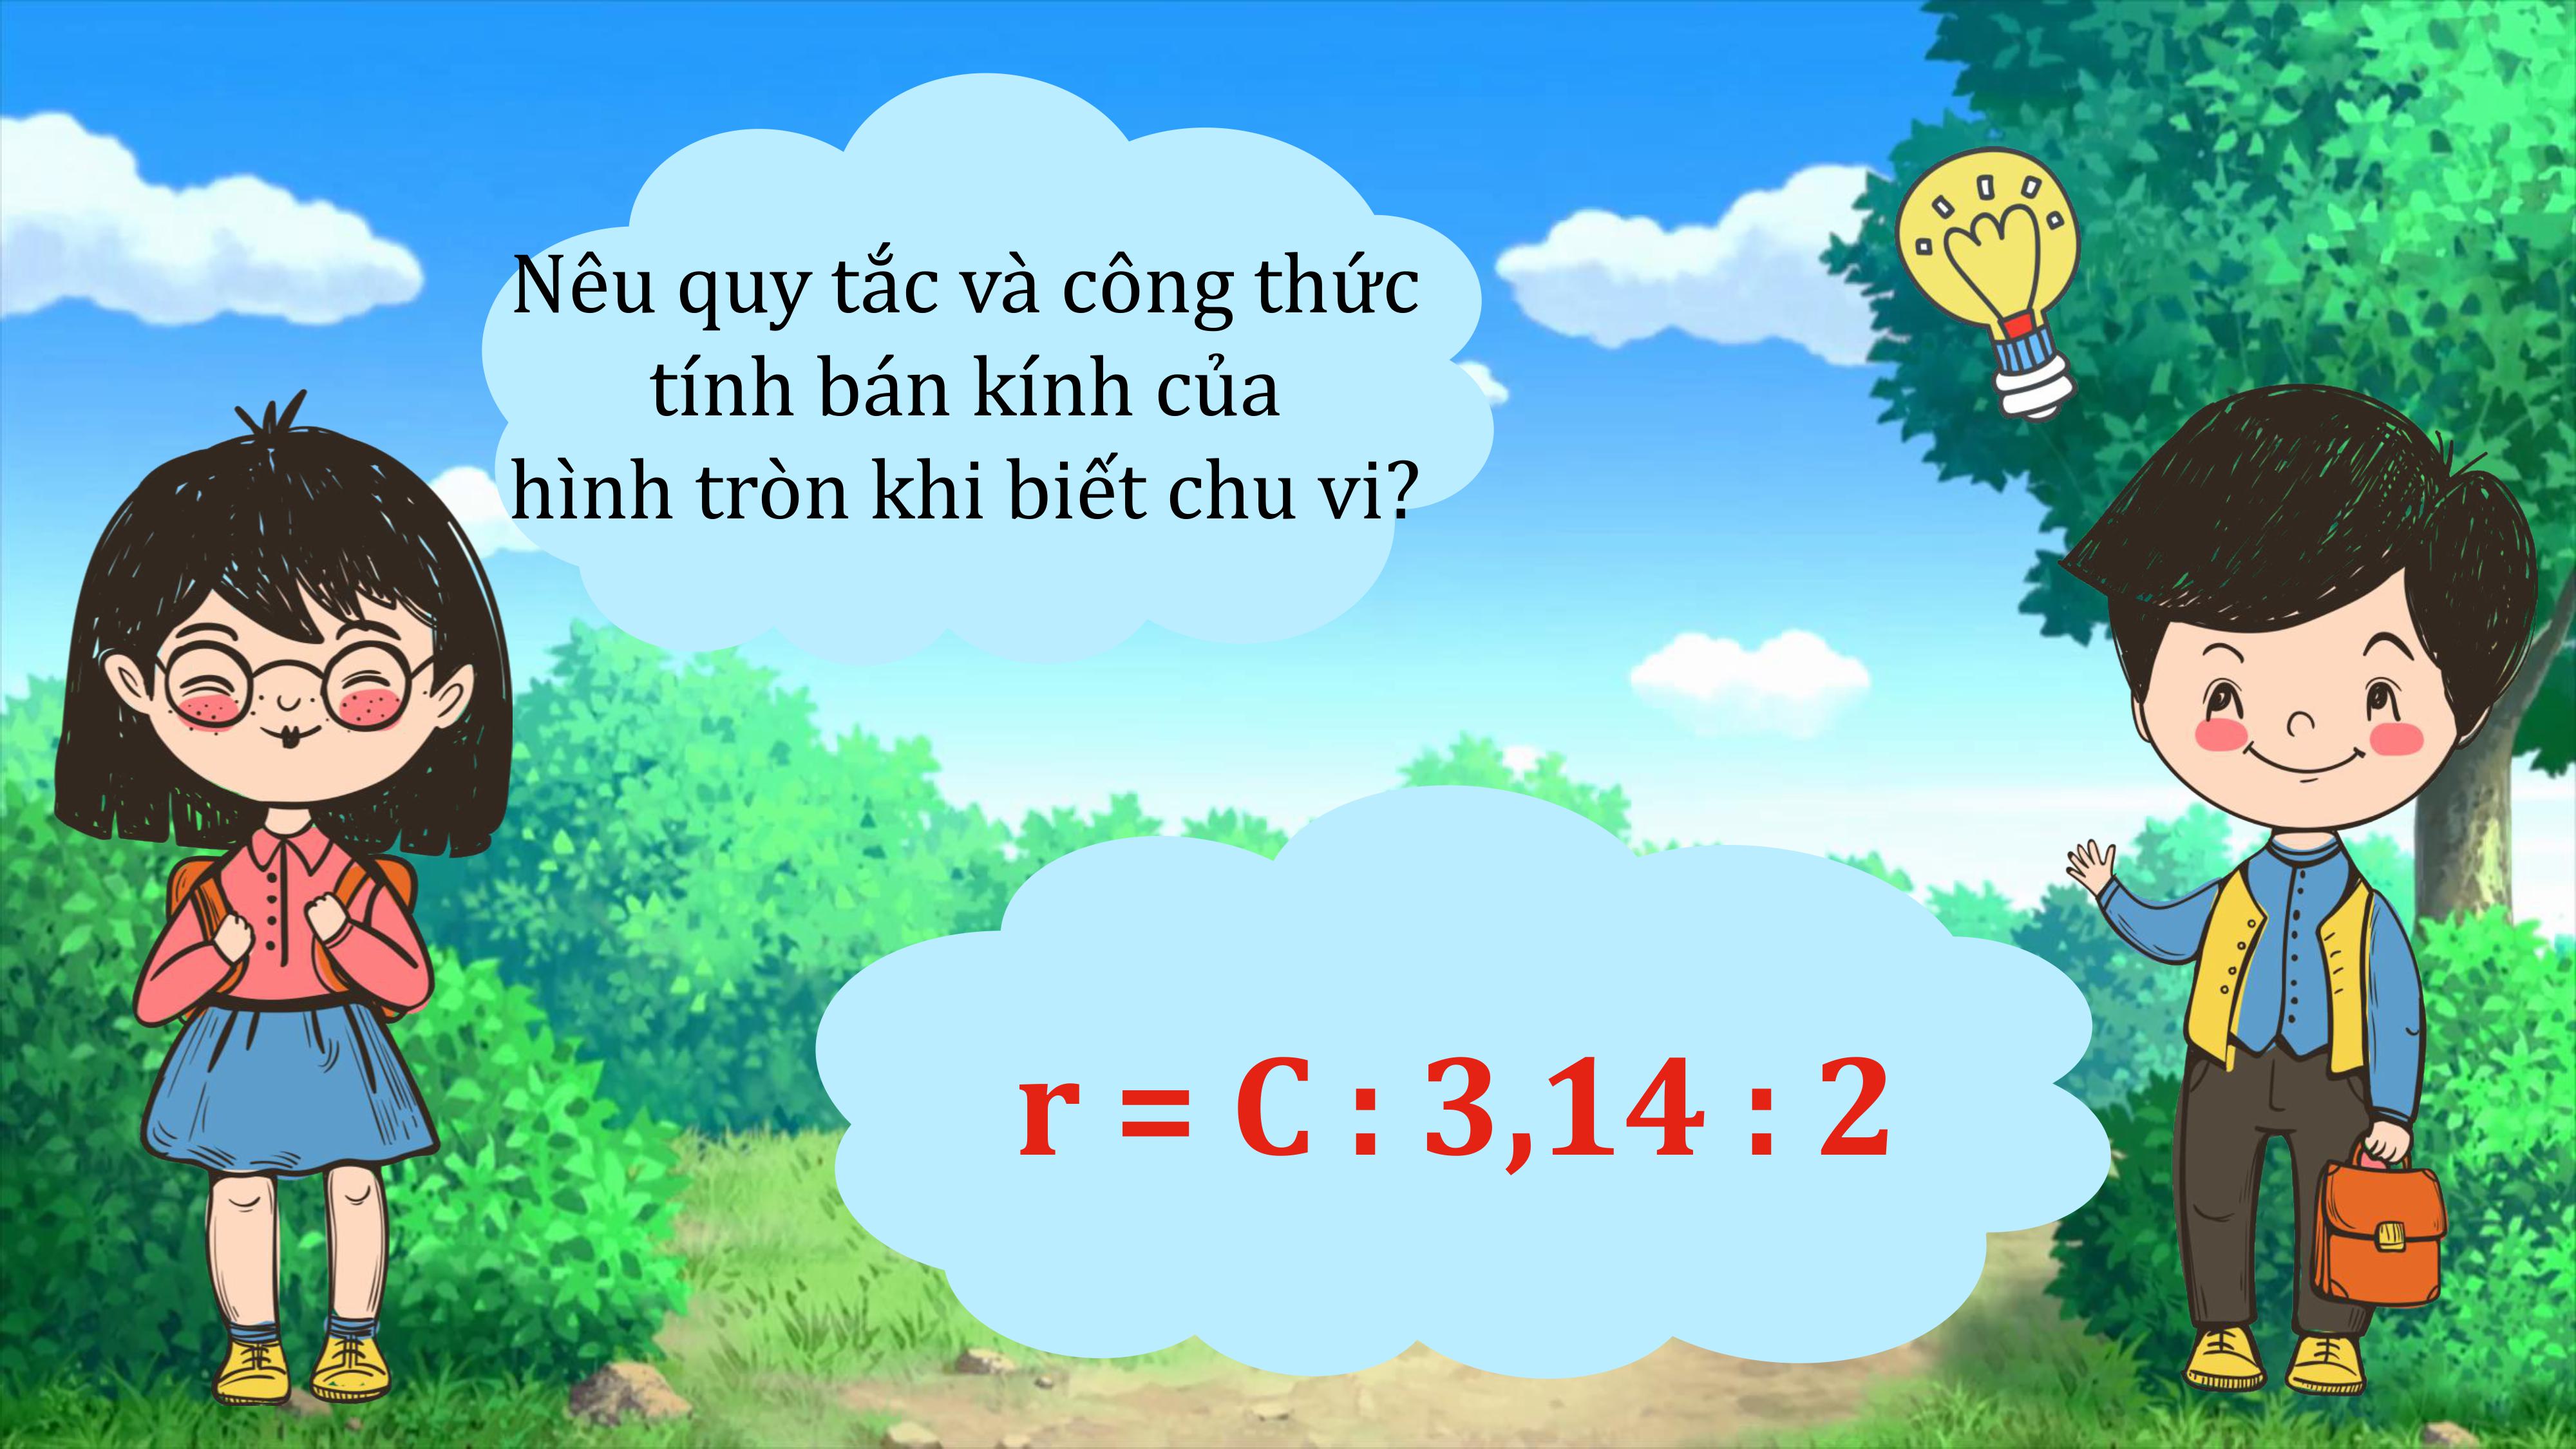 Nêu quy tắc và công thức
tính bán kính của
hình tròn khi biết chu vi?
r = C : 3,14 : 2